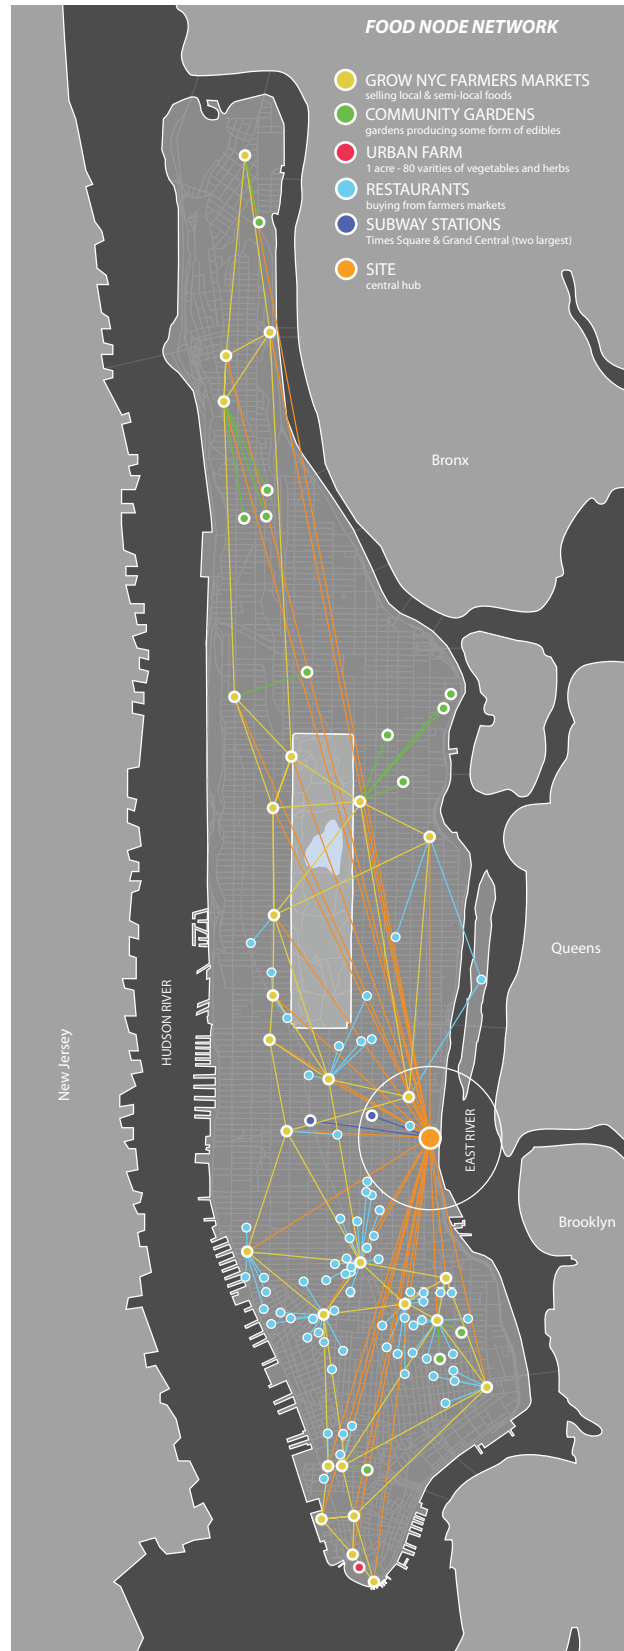 FOOD NODE NETWORK
GROW NYC FARMERS MARKETS
selling local & semi-local foods
COMMUNITY GARDENS
gardens producing some form of edibles
URBAN FARM
1 acre - 80 varities of vegetables and herbs
RESTAURANTS
buying from farmers markets
SUBWAY STATIONS
Times Square & Grand Central (two largest)
SITE
central hub
Bronx
Queens
HUDSON RIVER
New Jersey
EAST RIVER
Brooklyn